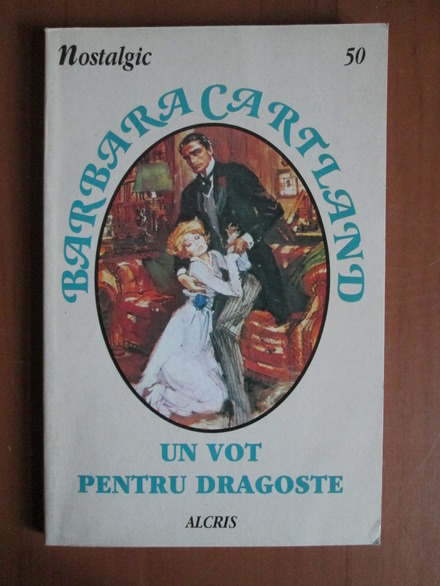 nostalgic 50
BARBARA CARTLAND
UN VOT
PENTRU DRAGOSTE
ALCRIS